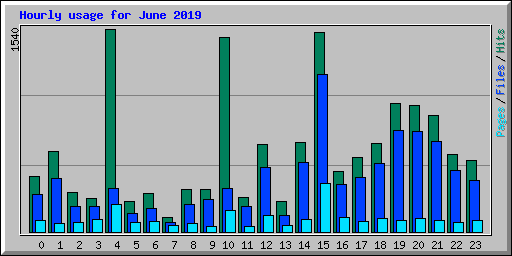 Hourly usage for June 2019
1540
Pages/Files/Hits
0 1 2 3 4 5 6 7 8 9 10 11 12 13 14 15 16 17 18 19 20 21 22 23